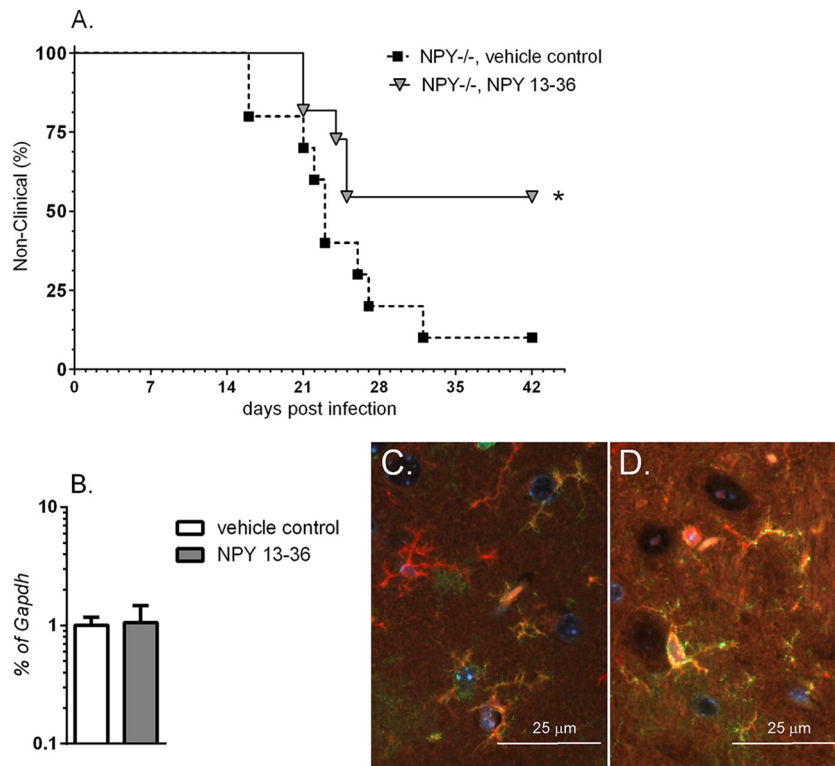 A.
NPY-/-, vehicle control
NPY-/-, NPY 13-36
Non-Clinical (%)
100
75
50
25
0
*
0 7 14 21 28 35 42
days post infection
B.
vehicle control
NPY 13-36
% of Gapdh
10
1
0.1
C.
25 μm
D.
25 μm